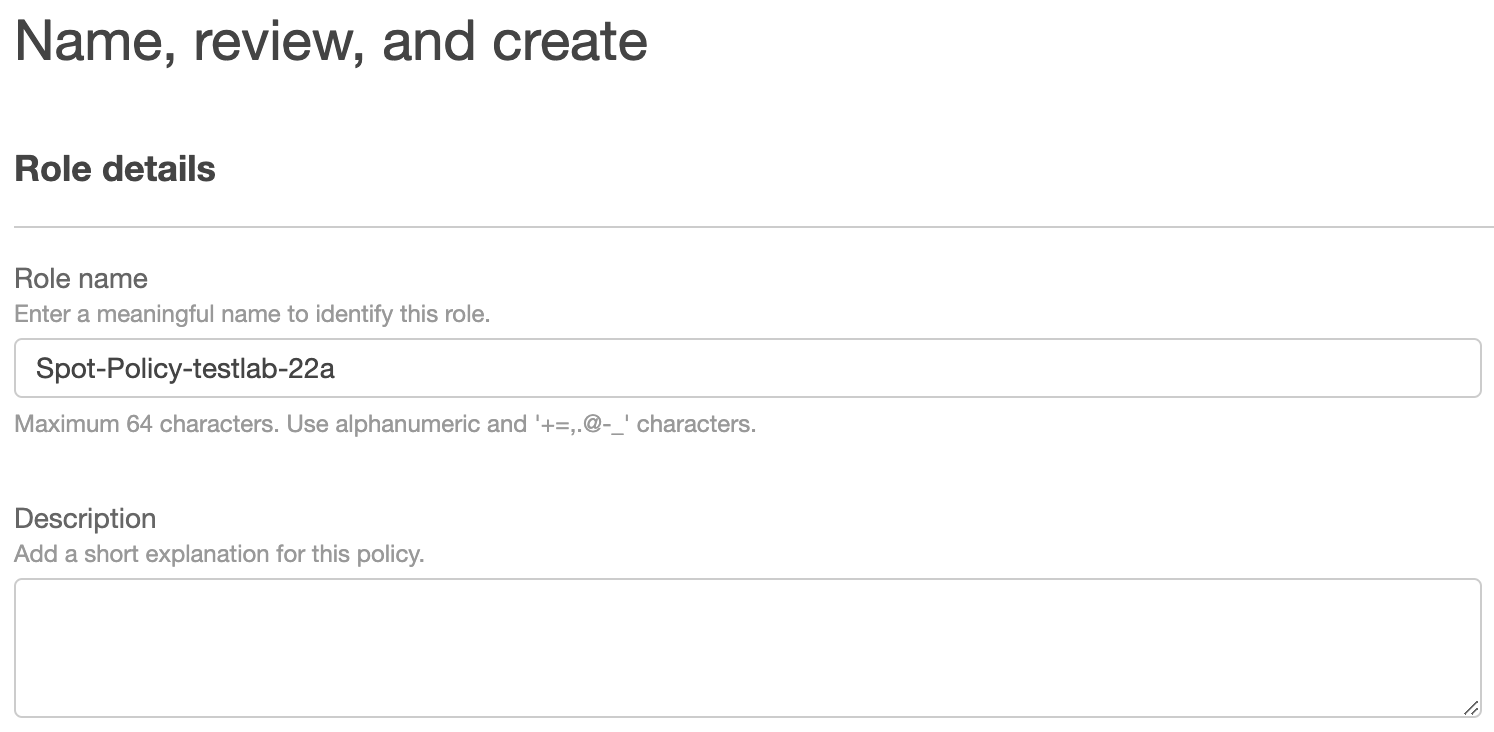 Name, review, and create
Role details
Role name
Enter a meaningful name to identify this role.
Spot-Policy-testlab-22a
Maximum 64 characters. Use alphanumeric and '+=,.@-_' characters.
Description
Add a short explanation for this policy.